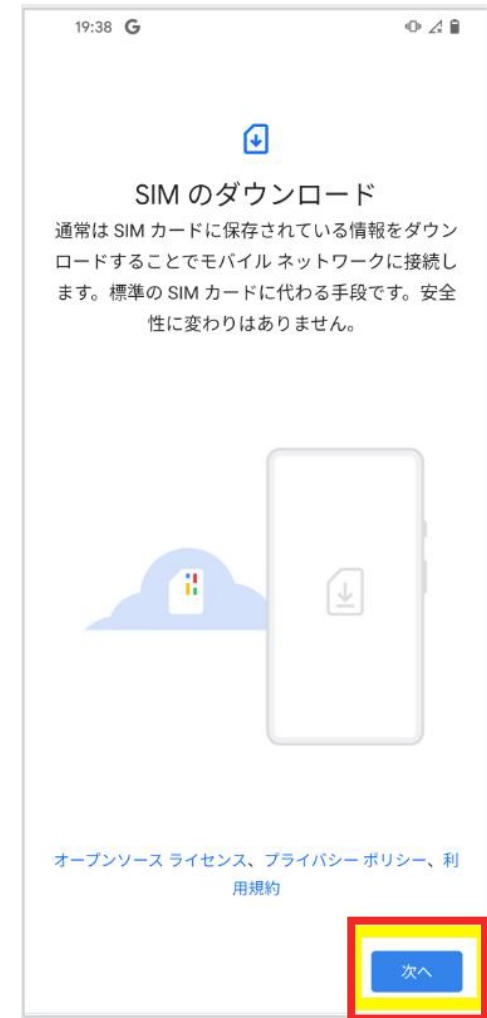 19:38 G
SIM のダウンロード
通常は SIM カードに保存されている情報をダウン
ロードすることでモバイル ネットワークに接続し
ます。標準の SIM カードに代わる手段です。安全
性に変わりはありません。
オープンソース ライセンス、プライバシー ポリシー、利
用規約
次へ